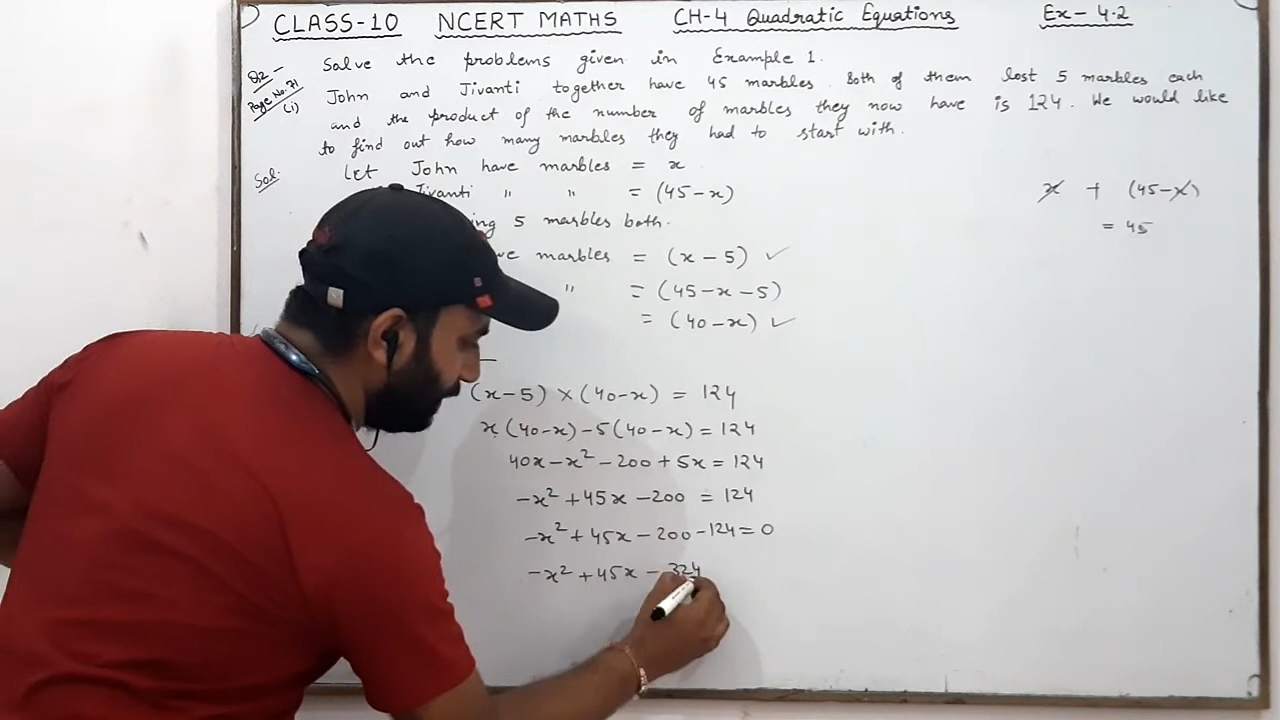 CLASS-10 NCERT MATHS CH-4 Quadratic Equations Ex-4.2
Q2- Solve the problems given in Example 1.
Page No. 71
(i) John and Jivanti together have 45 marbles. Both of them lost 5 marbles each
and the product of the number of marbles they now have is 124. We would like
to find out how many marbles they had to start with.
Sol: Let John have marbles = x
Jivanti " " = (45-x)
x + (45-x)
= 45
ing 5 marbles both.
ve marbles = (x-5) ✓
" = (45-x-5)
= (40-x) ✓
(x-5) × (40-x) = 124
x(40-x)-5(40-x) = 124
40x-x²-200+5x = 124
-x²+45x-200 = 124
-x²+45x-200-124=0
-x²+45x-324